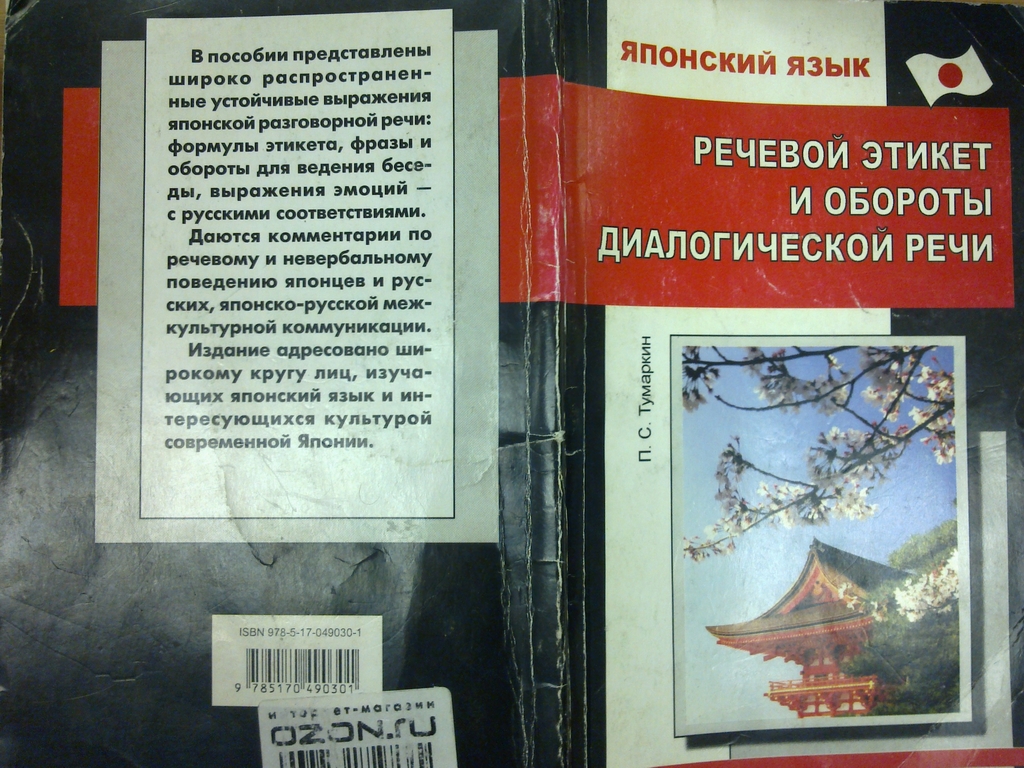 В пособии представлены
широко распространен-
ные устойчивые выражения
японской разговорной речи:
формулы этикета, фразы и
обороты для ведения бесе-
ды, выражения эмоций —
с русскими соответствиями.
Даются комментарии по
речевому и невербальному
поведению японцев и рус-
ских, японско-русской меж-
культурной коммуникации.
Издание адресовано ши-
рокому кругу лиц, изуча-
ющих японский язык и ин-
тересующихся культурой
современной Японии.
ISBN 978-5-17-049030-1
9 785170 490301
интернет-магазин
OZON.ru
ЯПОНСКИЙ ЯЗЫК
РЕЧЕВОЙ ЭТИКЕТ
И ОБОРОТЫ
ДИАЛОГИЧЕСКОЙ РЕЧИ
П. С. Тумаркин